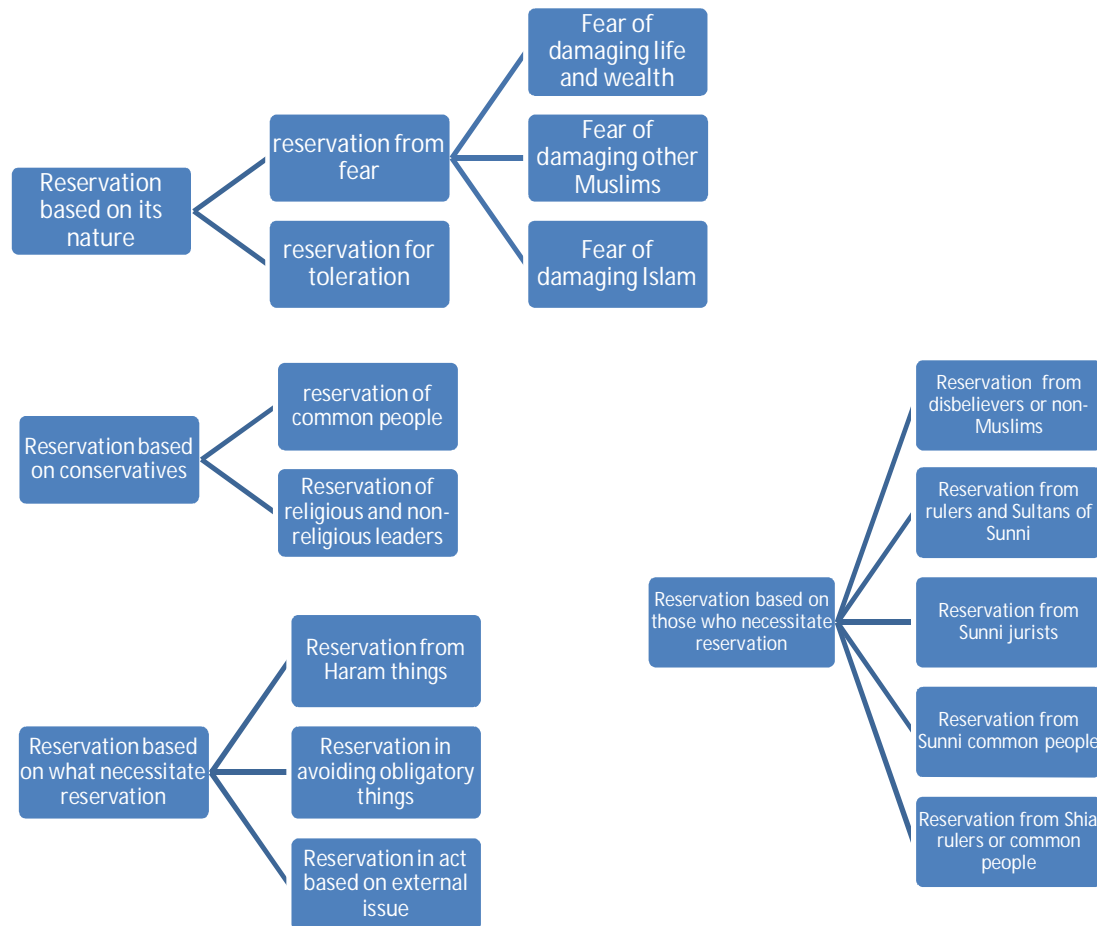 Reservation
based on its
nature
reservation from
fear
reservation for
toleration
Fear of
damaging life
and wealth
Fear of
damaging other
Muslims
Fear of
damaging Islam
Reservation based
on conservatives
reservation of
common people
Reservation of
religious and non-
religious leaders
Reservation based
on what necessitate
reservation
Reservation from
Haram things
Reservation in
avoiding obligatory
things
Reservation in act
based on external
issue
Reservation based on
those who necessitate
reservation
Reservation from
disbelievers or non-
Muslims
Reservation from
rulers and Sultans of
Sunni
Reservation from
Sunni jurists
Reservation from
Sunni common people
Reservation from Shia
rulers or common
people